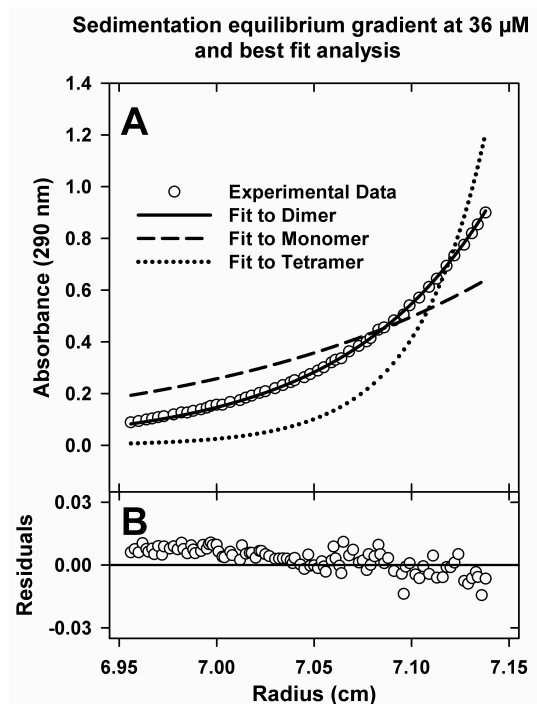 Sedimentation equilibrium gradient at 36 µM
and best fit analysis
1.4
A
1.2
1.0
Experimental Data
Fit to Dimer
0.8
Fit to Monomer
Fit to Tetramer
0.6
0.4
0.2
0.0
Absorbance (290 nm)
B
0.03
0.00
-0.03
Residuals
6.95 7.00 7.05 7.10 7.15
Radius (cm)